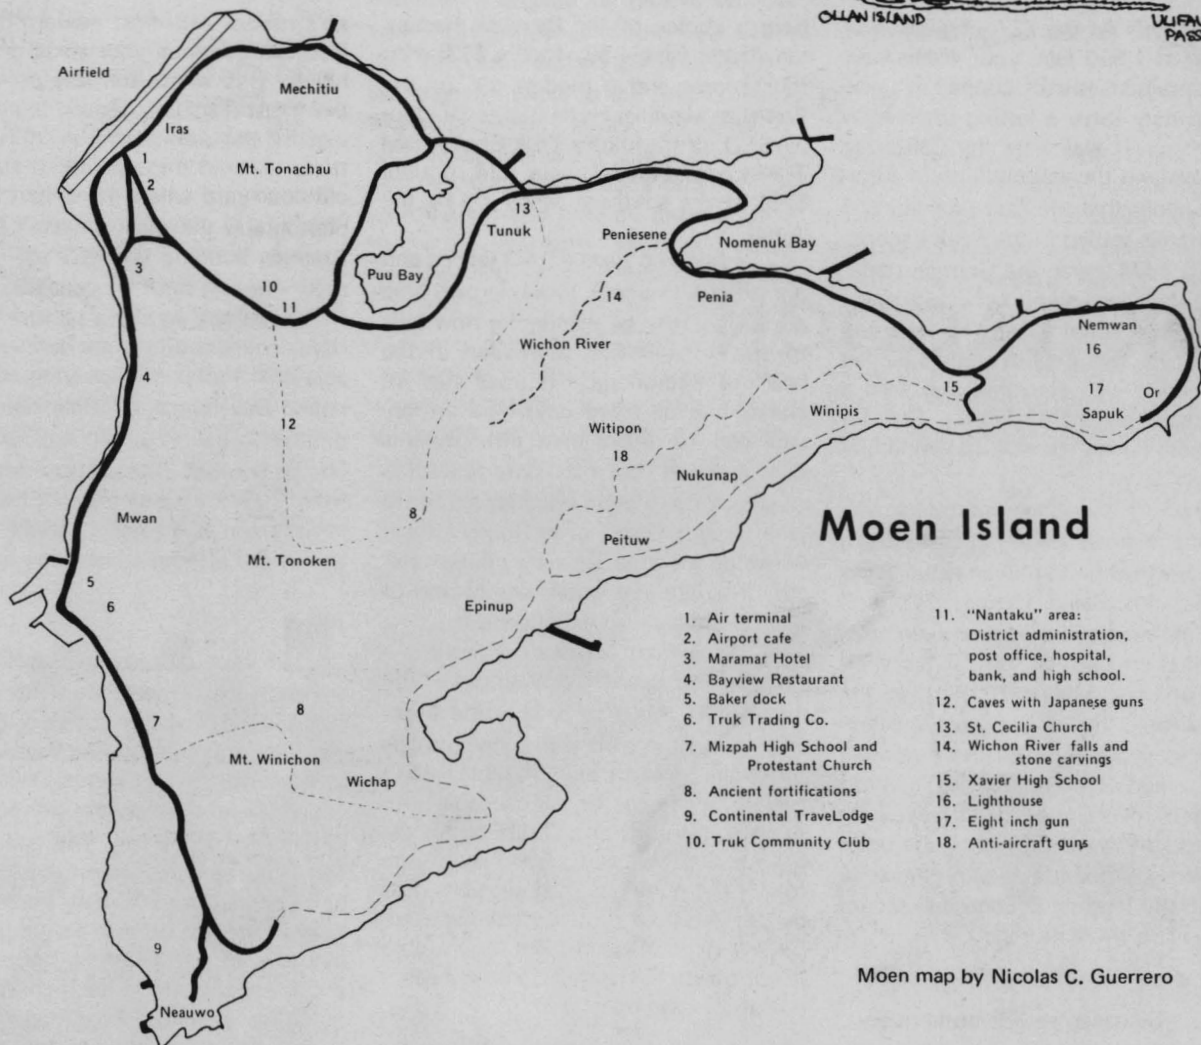 OLLAN ISLAND
ULIFAU
PASS
Airfield
Mechitiu
Iras
1
2
Mt. Tonachau
13
Tunuk
Peniesene
Nomenuk Bay
3
10
11
Puu Bay
14
Penia
Wichon River
Nemwan
16
4
15
17
Or
Sapuk
12
Witipon
Winipis
18
Nukunap
Mwan
8
Moen Island
Mt. Tonoken
Peituw
5
6
Epinup
7
8
Mt. Winichon
Wichap
9
Neauwo
1. Air terminal
2. Airport cafe
3. Maramar Hotel
4. Bayview Restaurant
5. Baker dock
6. Truk Trading Co.
7. Mizpah High School and
Protestant Church
8. Ancient fortifications
9. Continental TraveLodge
10. Truk Community Club
11. "Nantaku" area:
District administration,
post office, hospital,
bank, and high school.
12. Caves with Japanese guns
13. St. Cecilia Church
14. Wichon River falls and
stone carvings
15. Xavier High School
16. Lighthouse
17. Eight inch gun
18. Anti-aircraft guns
Moen map by Nicolas C. Guerrero